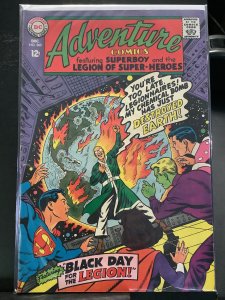 Adventure
COMICS
featuring SUPERBOY and the
LEGION OF SUPER-HEROES
DEC.
12¢
YOU'RE
TOO LATE,
LEGIONNAIRES!
MY CHEMICAL BOMB
HAS JUST
DESTROYED
EARTH!
"BLACK DAY
FOR THE LEGION!"